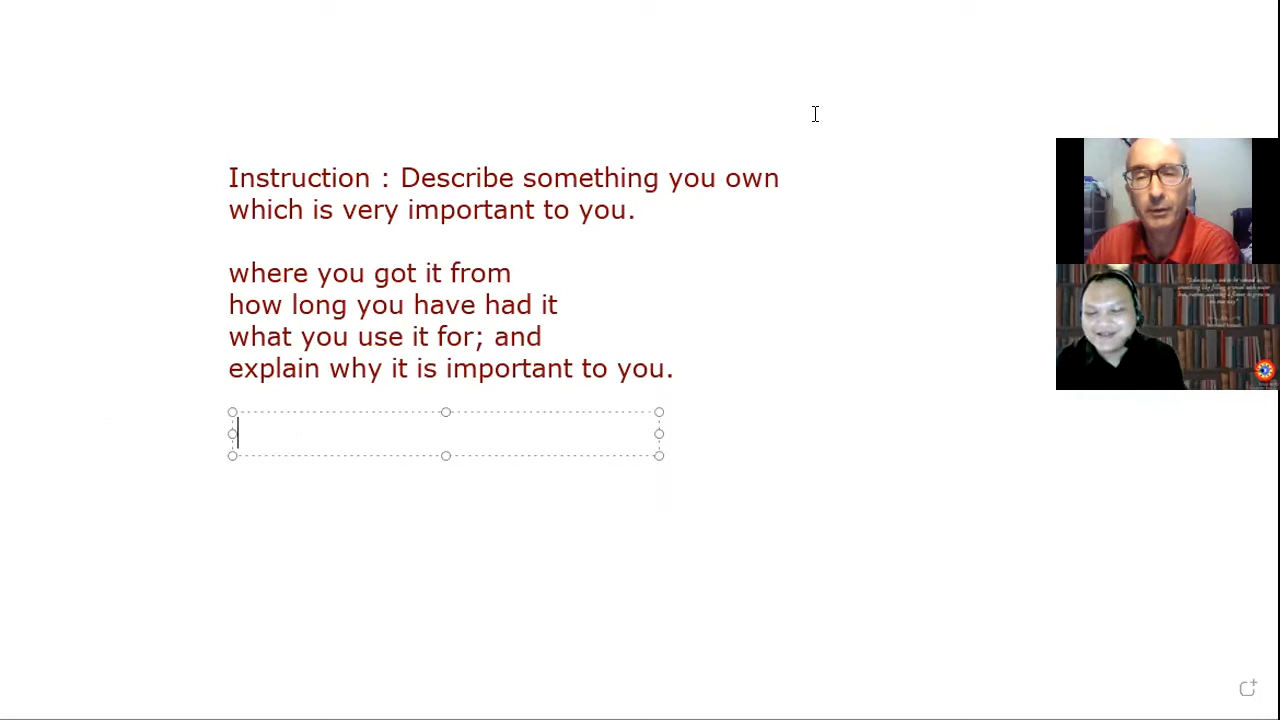 Instruction : Describe something you own
which is very important to you.
where you got it from
how long you have had it
what you use it for; and
explain why it is important to you.